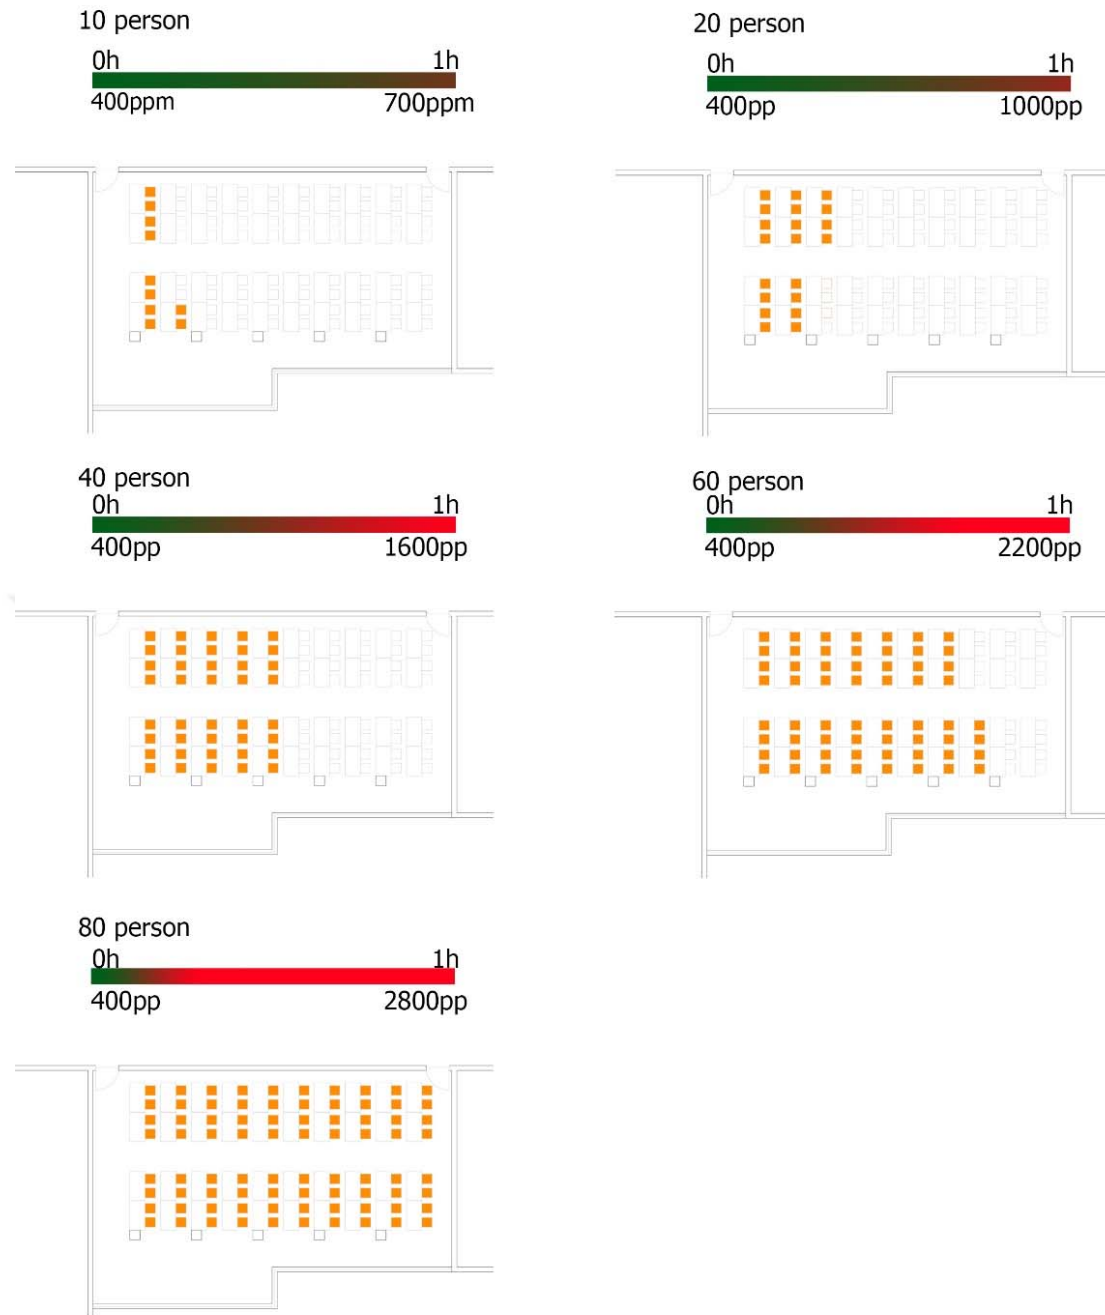 10 person
0h 1h
400ppm 700ppm
20 person
0h 1h
400pp 1000pp
40 person
0h 1h
400pp 1600pp
60 person
0h 1h
400pp 2200pp
80 person
0h 1h
400pp 2800pp